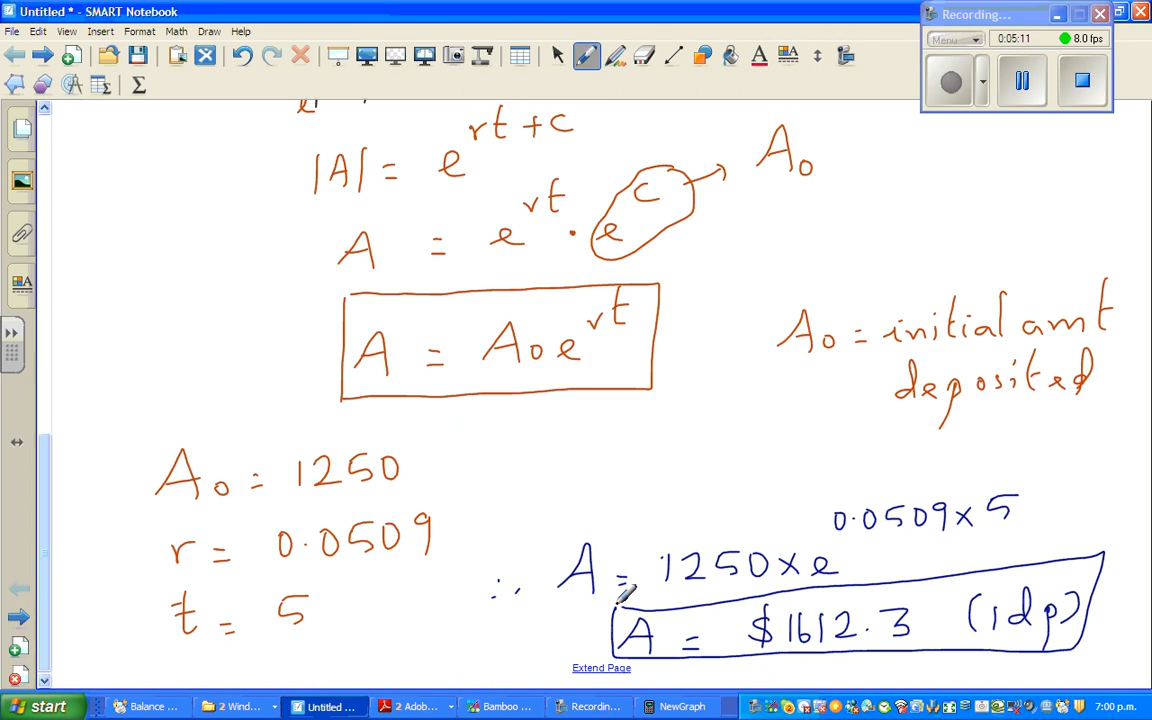 Untitled * - SMART Notebook
File Edit View Insert Format Math Draw Help
Recording...
Menu 0:05:11 8.0 fps
rt + c
|A| = e
A = e^rt . e^c → A₀
A = A₀e^rt
A₀ = initial amt
deposited
A₀ = 1250
r = 0.0509
t = 5
∴ A = 1250 × e^0.0509×5
A = $1612.3 (1dp)
Extend Page
start Balance ... 2 Wind... Untitled ... 2 Adob... Bamboo ... Recordin... NewGraph 7:00 p.m.